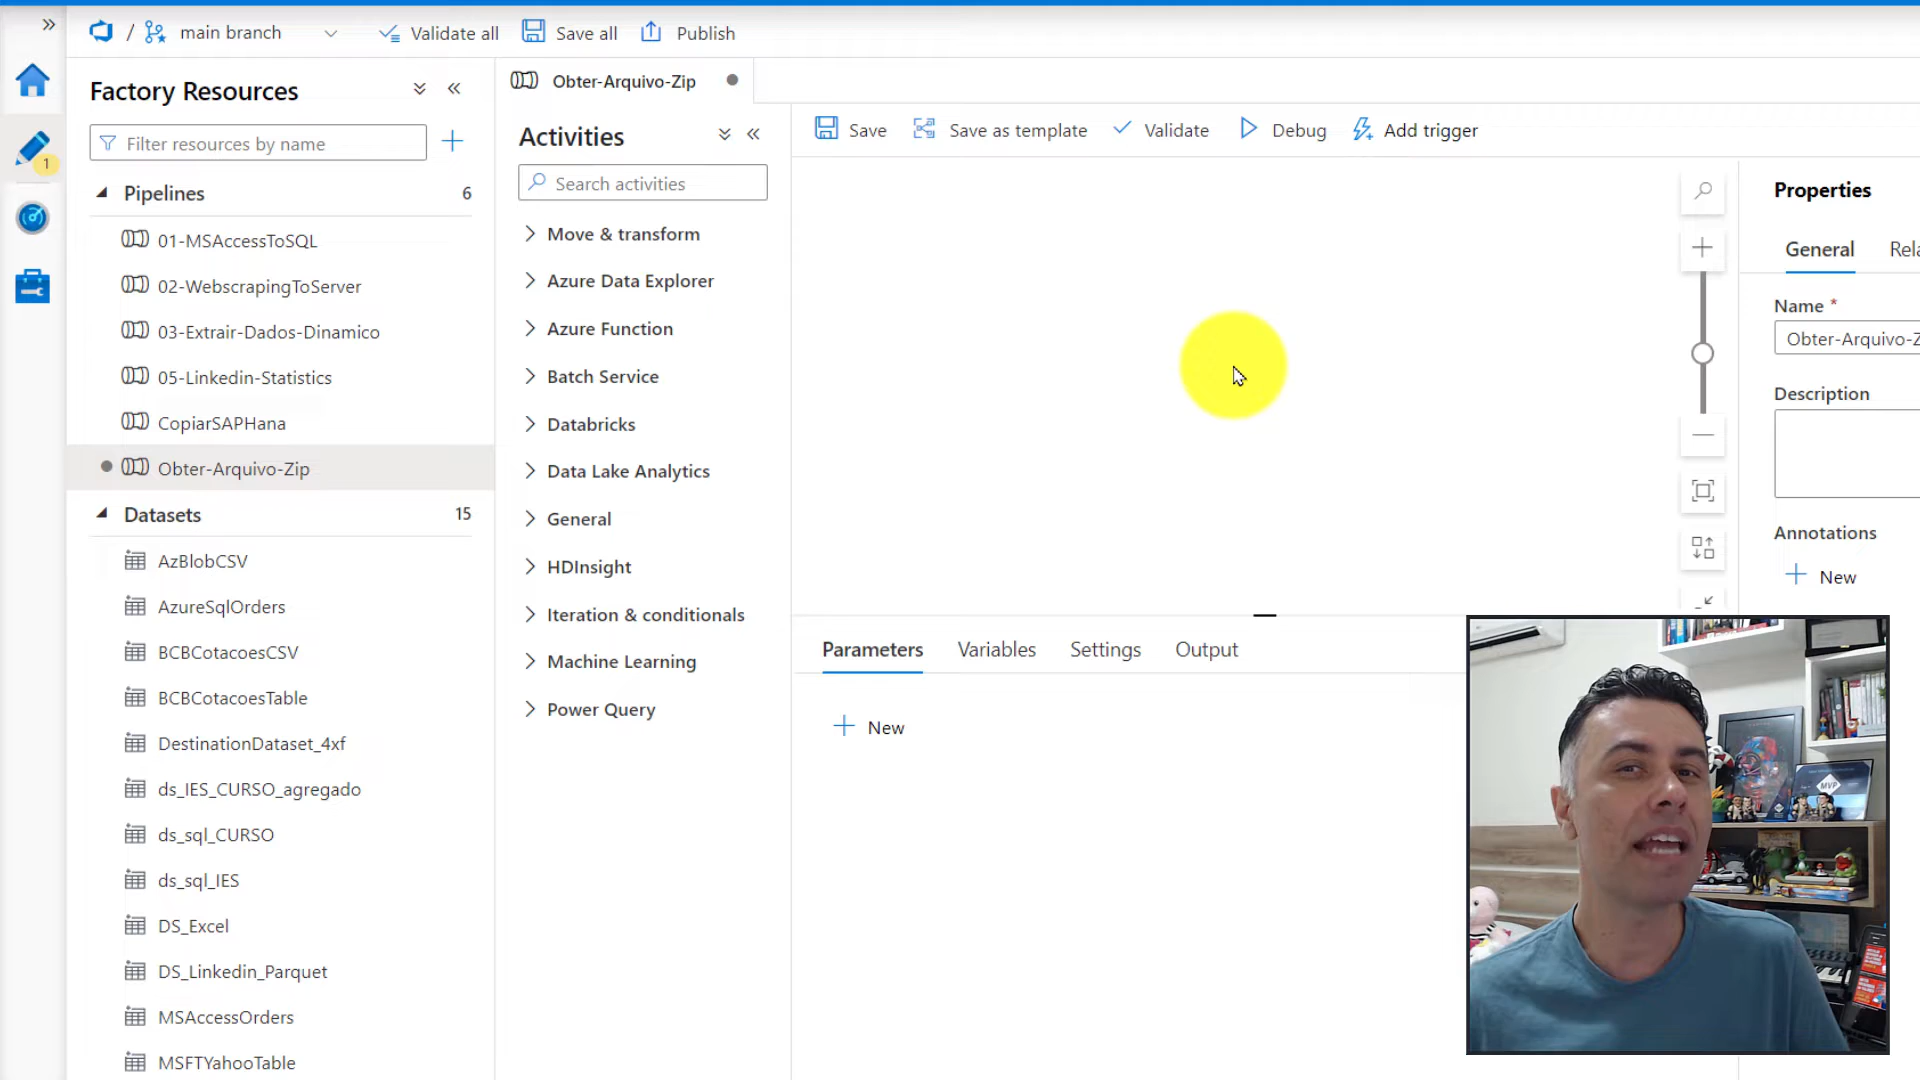 / main branch
Validate all
Save all
Publish
Factory Resources
Filter resources by name
1
Pipelines 6
01-MSAccessToSQL
02-WebscrapingToServer
03-Extrair-Dados-Dinamico
05-Linkedin-Statistics
CopiarSAPHana
Obter-Arquivo-Zip
Datasets 15
AzBlobCSV
AzureSqlOrders
BCBCotacoesCSV
BCBCotacoesTable
DestinationDataset_4xf
ds_IES_CURSO_agregado
ds_sql_CURSO
ds_sql_IES
DS_Excel
DS_Linkedin_Parquet
MSAccessOrders
MSFTYahooTable
Obter-Arquivo-Zip
Activities
Search activities
Move & transform
Azure Data Explorer
Azure Function
Batch Service
Databricks
Data Lake Analytics
General
HDInsight
Iteration & conditionals
Machine Learning
Power Query
Save
Save as template
Validate
Debug
Add trigger
Parameters
Variables
Settings
Output
New
Properties
General
Rela
Name *
Obter-Arquivo-Z
Description
Annotations
New
MVP